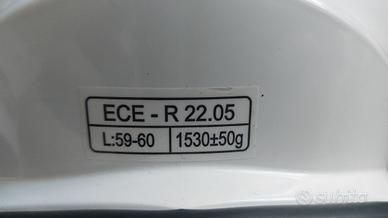 ECE - R 22.05
L:59-60 1530±50g
subito